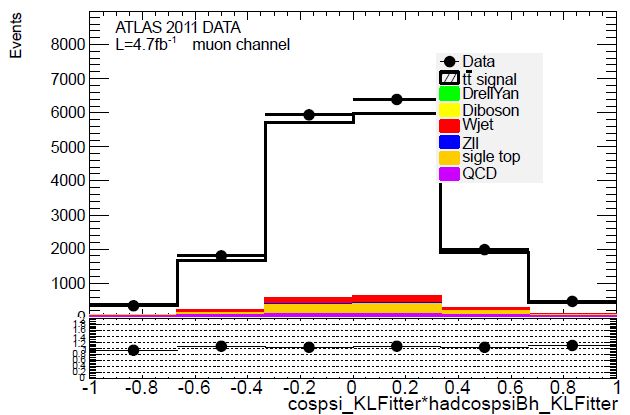 Events
ATLAS 2011 DATA
L=4.7fb-1 muon channel
8000
7000
6000
5000
4000
3000
2000
1000
0
Data
tt signal
DrellYan
Diboson
Wjet
Zll
sigle top
QCD
-1 -0.8 -0.6 -0.4 -0.2 0 0.2 0.4 0.6 0.8 1
cospsi_KLFitter*hadcospsiBh_KLFitter